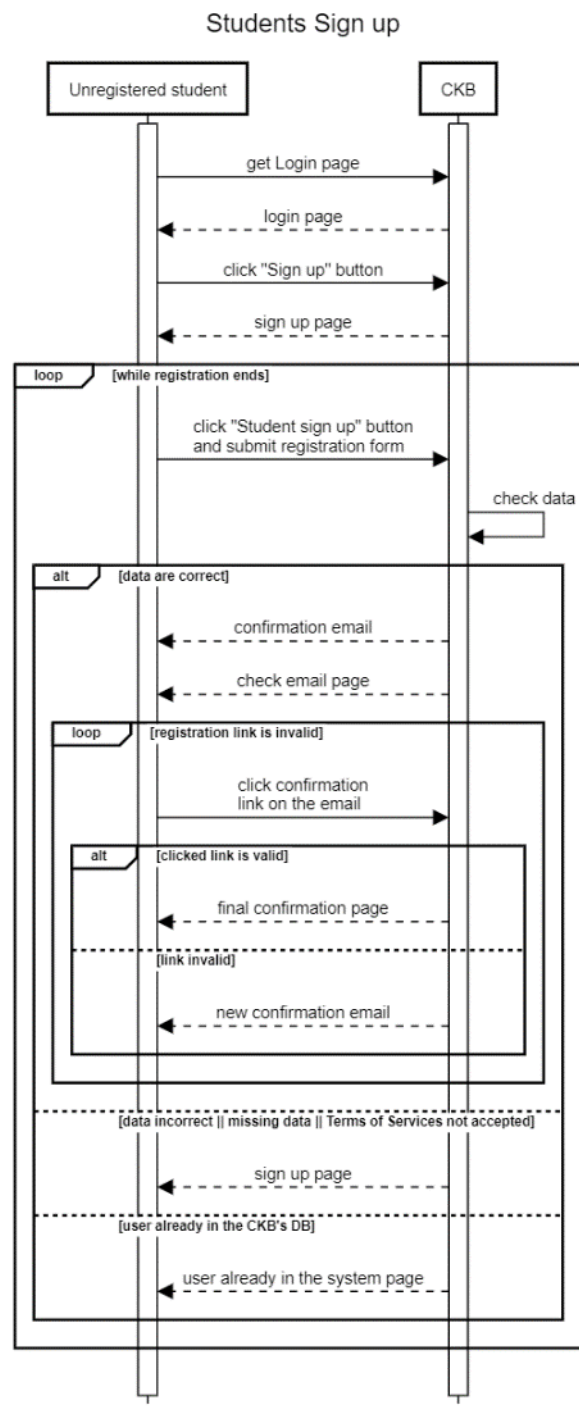 Students Sign up
Unregistered student
CKB
get Login page
login page
click "Sign up" button
sign up page
loop
[while registration ends]
click "Student sign up" button
and submit registration form
check data
alt
[data are correct]
confirmation email
check email page
loop
[registration link is invalid]
click confirmation
link on the email
alt
[clicked link is valid]
final confirmation page
[link invalid]
new confirmation email
[data incorrect || missing data || Terms of Services not accepted]
sign up page
[user already in the CKB's DB]
user already in the system page